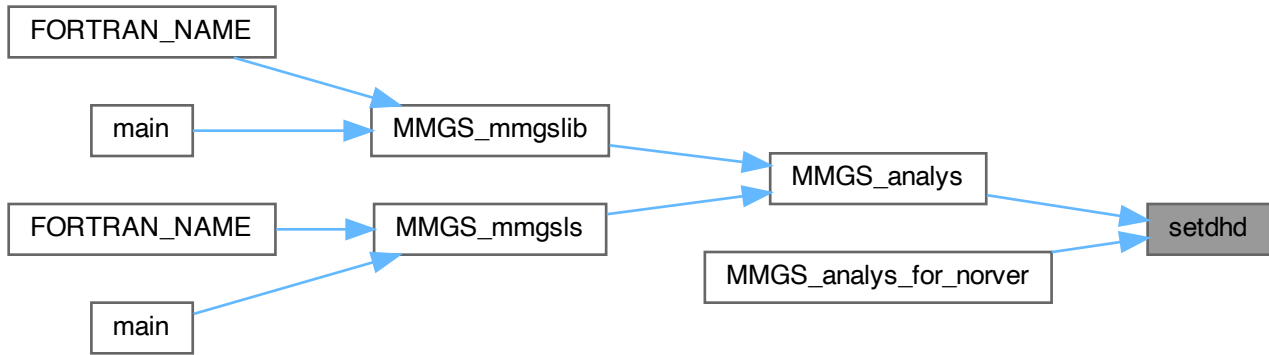 FORTRAN_NAME
main
MMGS_mmgslib
MMGS_analys
FORTRAN_NAME
MMGS_mmgsls
setdhd
MMGS_analys_for_norver
main